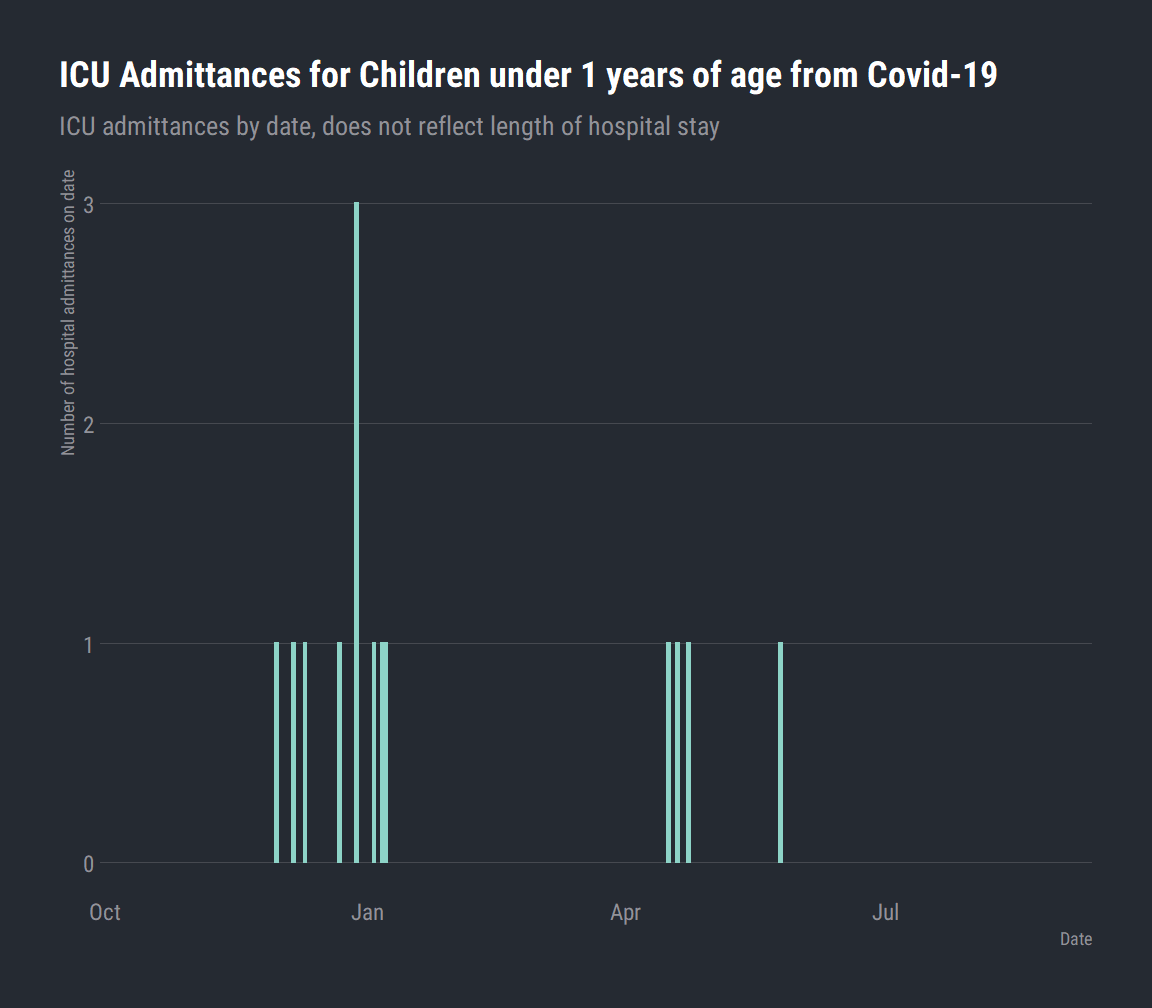 ICU Admittances for Children under 1 years of age from Covid-19
ICU admittances by date, does not reflect length of hospital stay
Number of hospital admittances on date
3
2
1
0
Oct Jan Apr Jul
Date